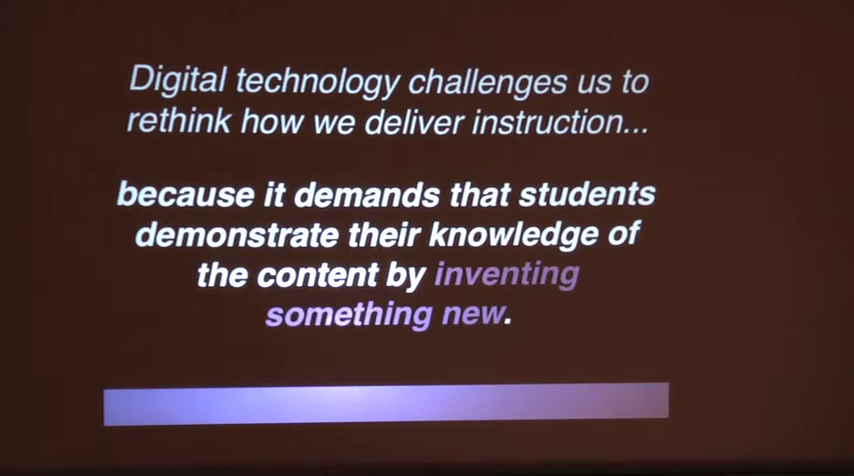 Digital technology challenges us to
rethink how we deliver instruction...
because it demands that students
demonstrate their knowledge of
the content by inventing
something new.